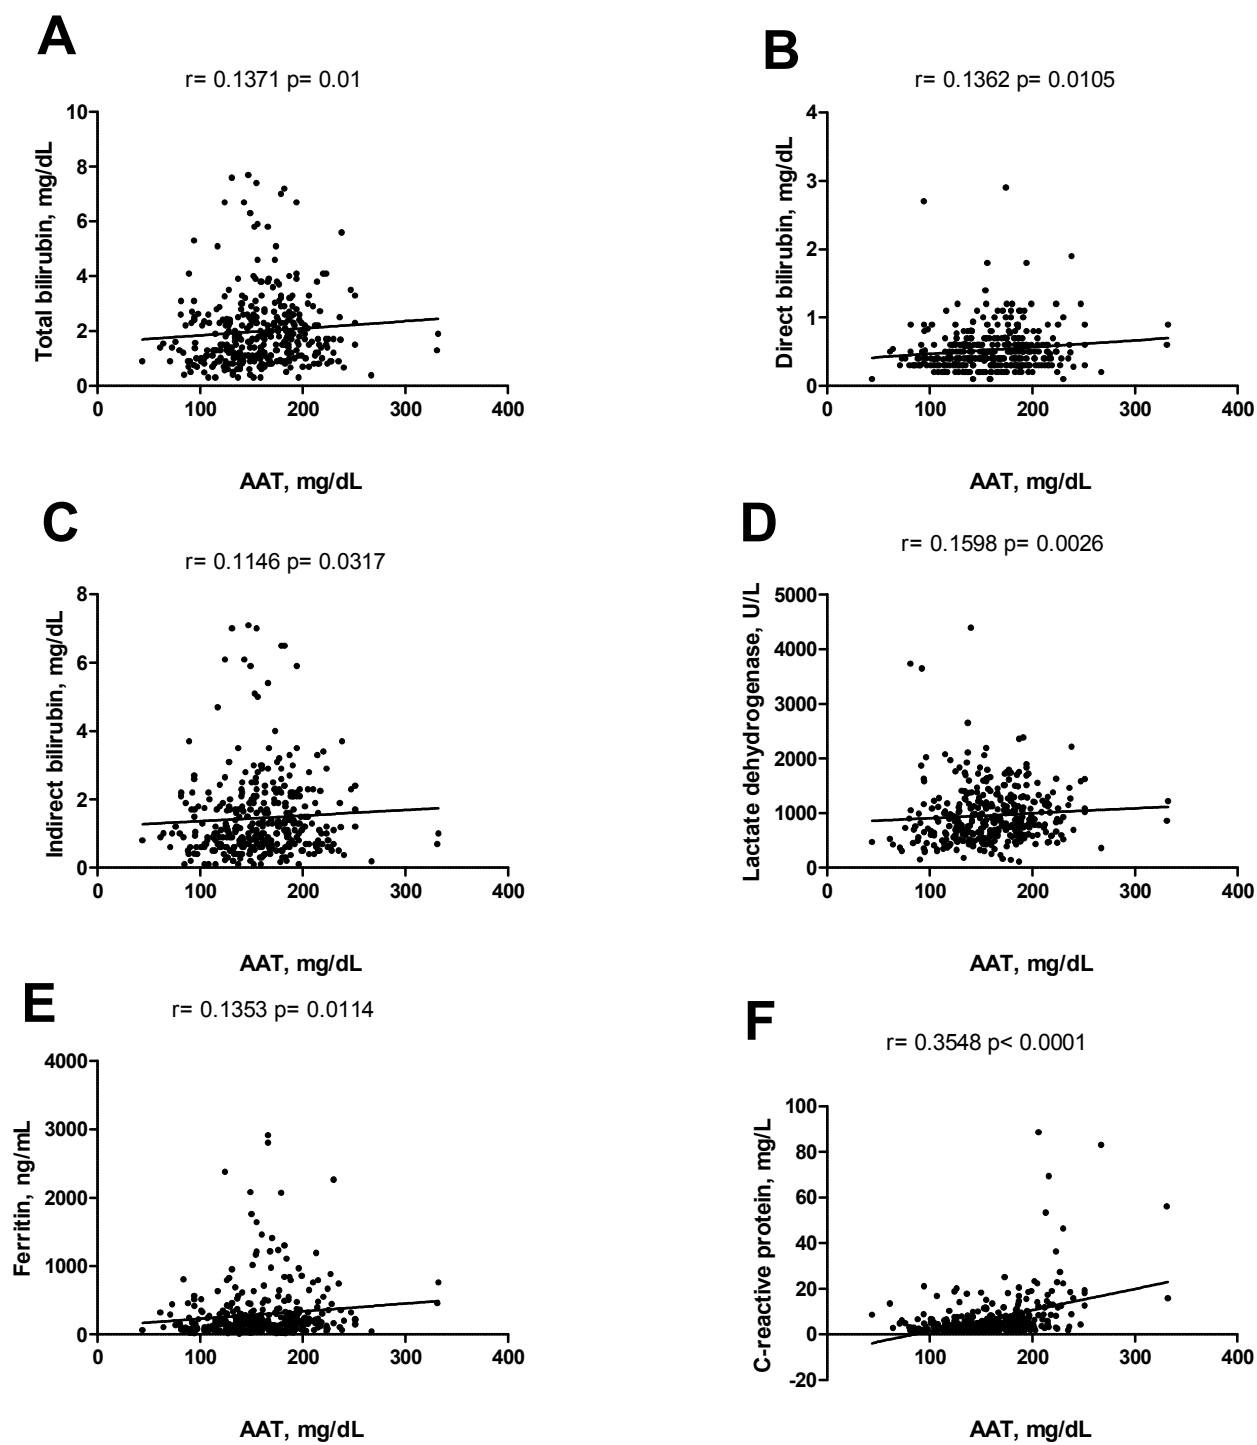 A
r= 0.1371 p= 0.01
Total bilirubin, mg/dL
10
8
6
4
2
0
0 100 200 300 400
AAT, mg/dL
B
r= 0.1362 p= 0.0105
Direct bilirubin, mg/dL
4
3
2
1
0
0 100 200 300 400
AAT, mg/dL
C
r= 0.1146 p= 0.0317
Indirect bilirubin, mg/dL
8
6
4
2
0
0 100 200 300 400
AAT, mg/dL
D
r= 0.1598 p= 0.0026
Lactate dehydrogenase, U/L
5000
4000
3000
2000
1000
0
0 100 200 300 400
AAT, mg/dL
E
r= 0.1353 p= 0.0114
Ferritin, ng/mL
4000
3000
2000
1000
0
0 100 200 300 400
AAT, mg/dL
F
r= 0.3548 p< 0.0001
C-reactive protein, mg/L
100
80
60
40
20
0
-20
100 200 300 400
AAT, mg/dL